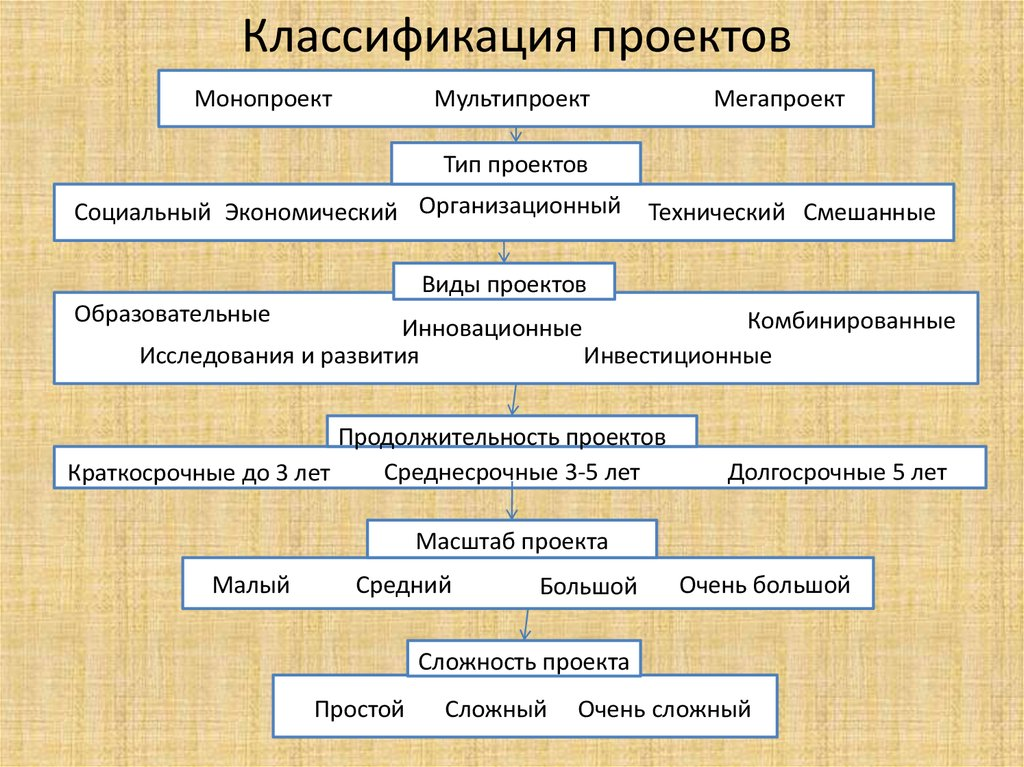 Классификация проектов
Монопроект Мультипроект Мегапроект
Тип проектов
Социальный Экономический Организационный Технический Смешанные
Виды проектов
Образовательные Инновационные Комбинированные
Исследования и развития Инвестиционные
Продолжительность проектов
Краткосрочные до 3 лет Среднесрочные 3-5 лет Долгосрочные 5 лет
Масштаб проекта
Малый Средний Большой Очень большой
Сложность проекта
Простой Сложный Очень сложный